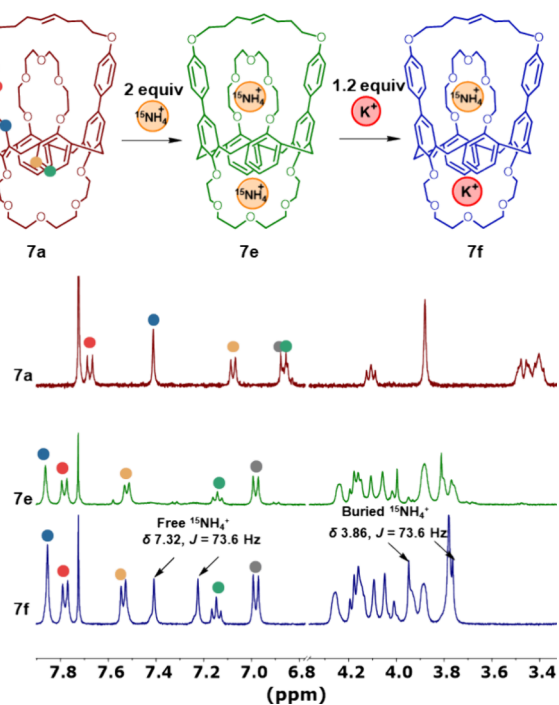 2 equiv
¹⁵NH₄⁺
1.2 equiv
K⁺
¹⁵NH₄⁺
¹⁵NH₄⁺
¹⁵NH₄⁺
K⁺
O O O O O O O O O O
O O O O O O O O O O
O O O O O O O O O O
7a
7e
7f
7a
7e
7f
Free ¹⁵NH₄⁺
δ 7.32, J = 73.6 Hz
Buried ¹⁵NH₄⁺
δ 3.86, J = 73.6 Hz
7.8 7.6 7.4 7.2 7.0 6.8 4.2 4.0 3.8 3.6 3.4
(ppm)